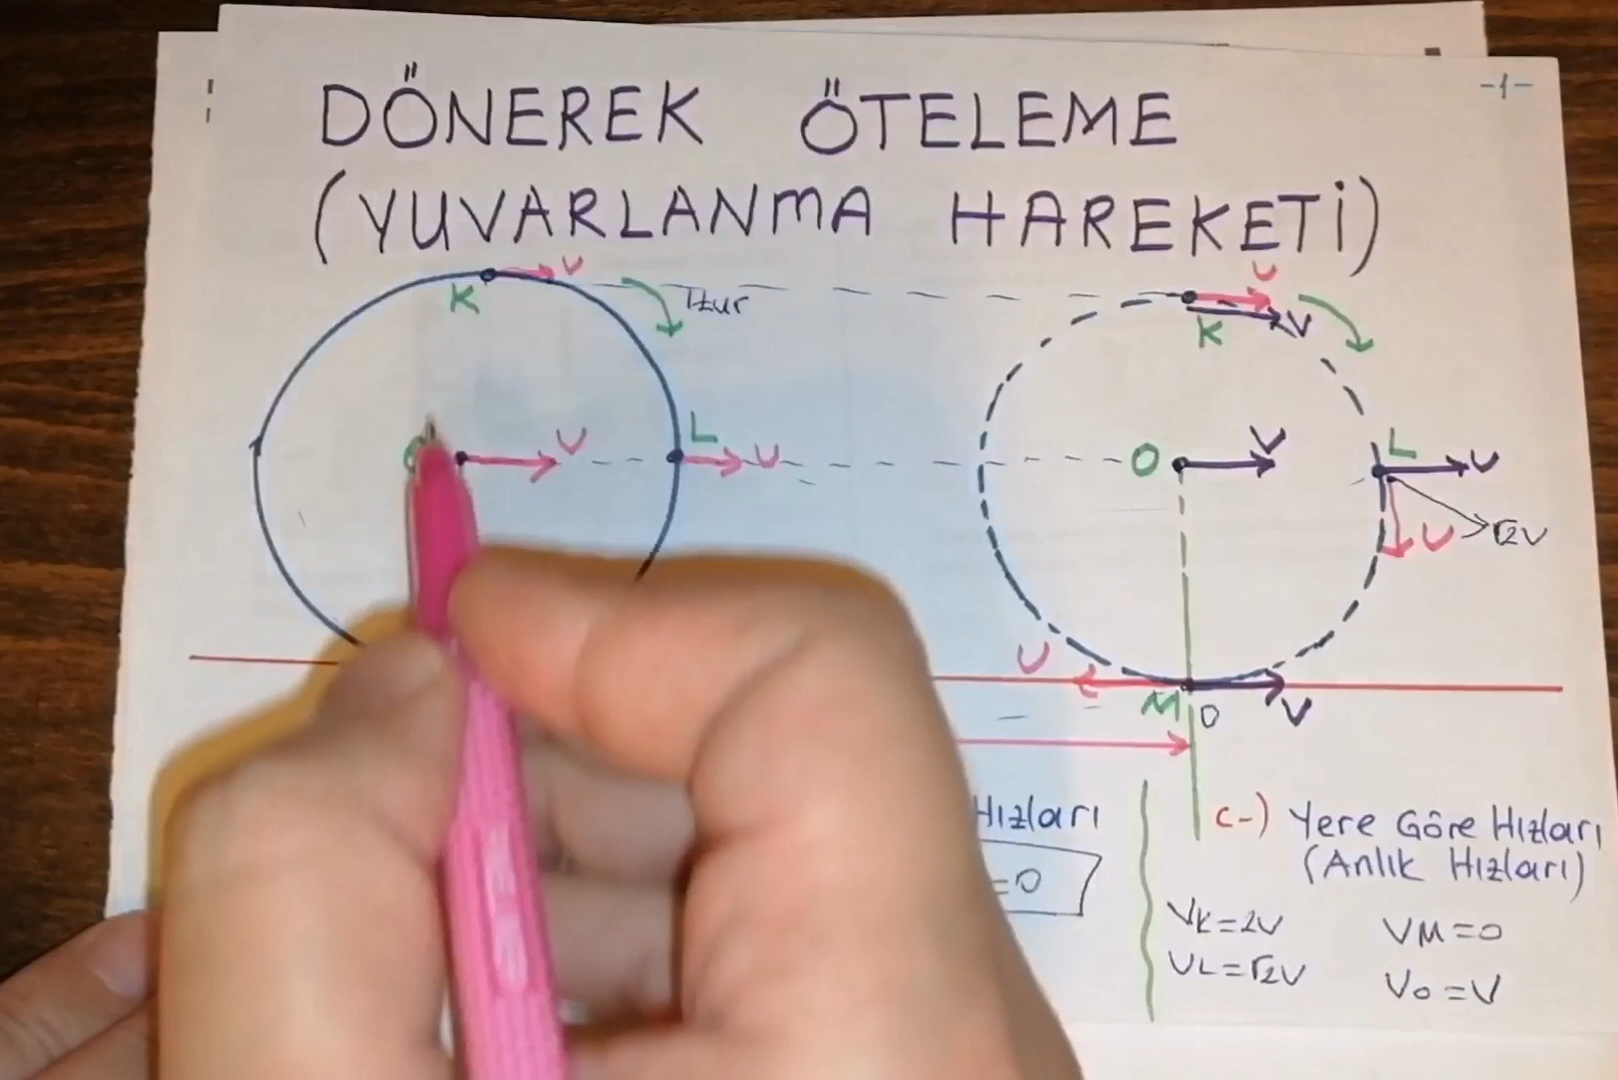 -1-
DÖNEREK ÖTELEME
(YUVARLANMA HAREKETİ)
K V 1tur
V K V
O V L V
O V L V
V √2V
V M O V
Hızları
=0
c-) Yere Göre Hızları
(Anlık Hızları)
VK=2V VM=0
VL=√2V VO=V